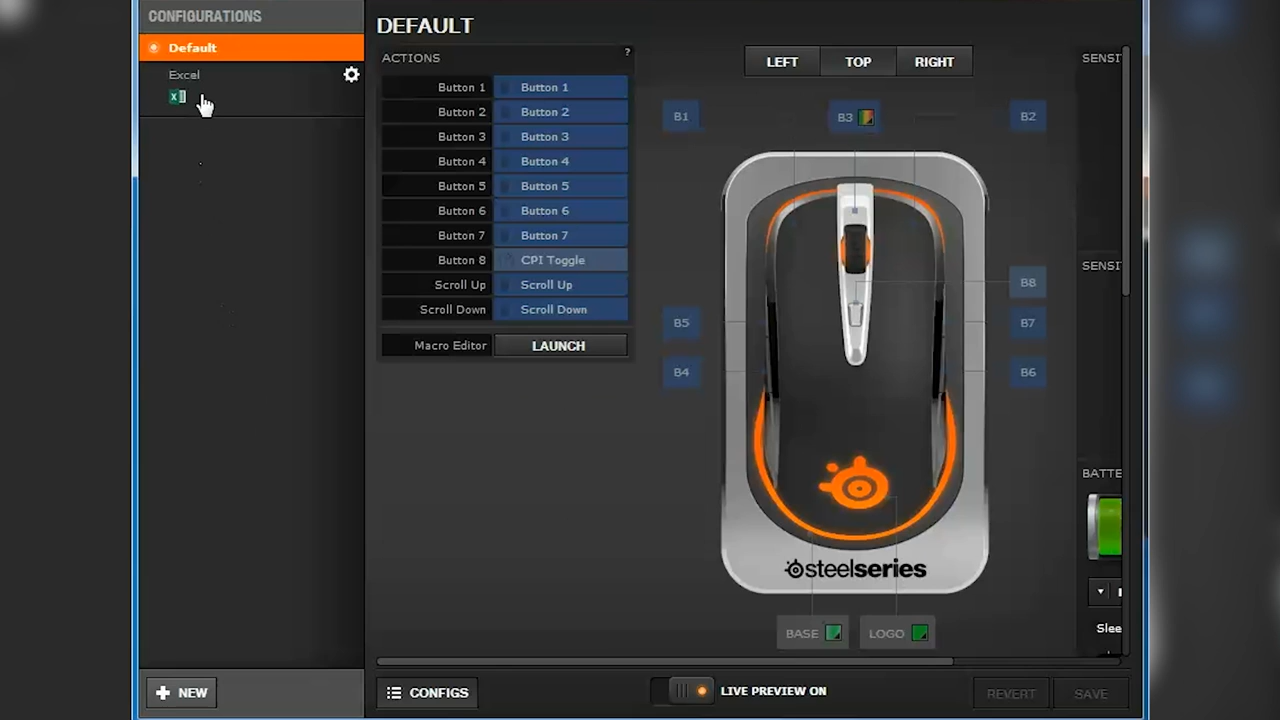 CONFIGURATIONS
Default
Excel
DEFAULT
ACTIONS
?
Button 1 Button 1
Button 2 Button 2
Button 3 Button 3
Button 4 Button 4
Button 5 Button 5
Button 6 Button 6
Button 7 Button 7
Button 8 CPI Toggle
Scroll Up Scroll Up
Scroll Down Scroll Down
Macro Editor LAUNCH
LEFT TOP RIGHT
B1 B3 B2
B8
B5 B7
B4 B6
steelseries
BASE LOGO
SENSI
SENSI
BATTE
Slee
NEW
CONFIGS
LIVE PREVIEW ON
REVERT SAVE